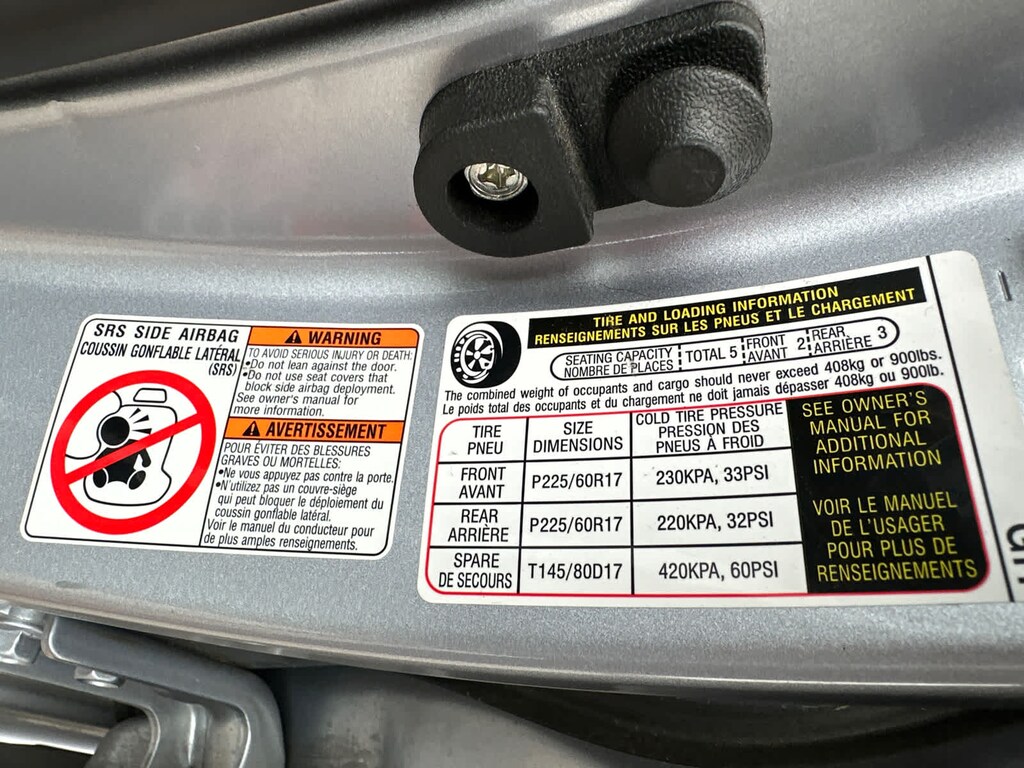 SRS SIDE AIRBAG
COUSSIN GONFLABLE LATÉRAL
(SRS)
WARNING
TO AVOID SERIOUS INJURY OR DEATH:
•Do not lean against the door.
•Do not use seat covers that
block side airbag deployment.
See owner's manual for
more information.
AVERTISSEMENT
POUR ÉVITER DES BLESSURES
GRAVES OU MORTELLES:
•Ne vous appuyez pas contre la porte.
•N'utilizez pas un couvre-siège
qui peut bloquer le déploiement du
coussin gonflable latéral.
Voir le manuel du conducteur pour
de plus amples renseignements.
TIRE AND LOADING INFORMATION
RENSEIGNEMENTS SUR LES PNEUS ET LE CHARGEMENT
SEATING CAPACITY
NOMBRE DE PLACES
TOTAL 5
FRONT
AVANT
2
REAR
ARRIÈRE
3
The combined weight of occupants and cargo should never exceed 408kg or 900lbs.
Le poids total des occupants et du chargement ne doit jamais dépasser 408kg ou 900lb.
TIRE
PNEU
SIZE
DIMENSIONS
COLD TIRE PRESSURE
PRESSION DES
PNEUS À FROID
FRONT
AVANT
P225/60R17
230KPA, 33PSI
REAR
ARRIÈRE
P225/60R17
220KPA, 32PSI
SPARE
DE SECOURS
T145/80D17
420KPA, 60PSI
SEE OWNER'S
MANUAL FOR
ADDITIONAL
INFORMATION
VOIR LE MANUEL
DE L'USAGER
POUR PLUS DE
RENSEIGNEMENTS